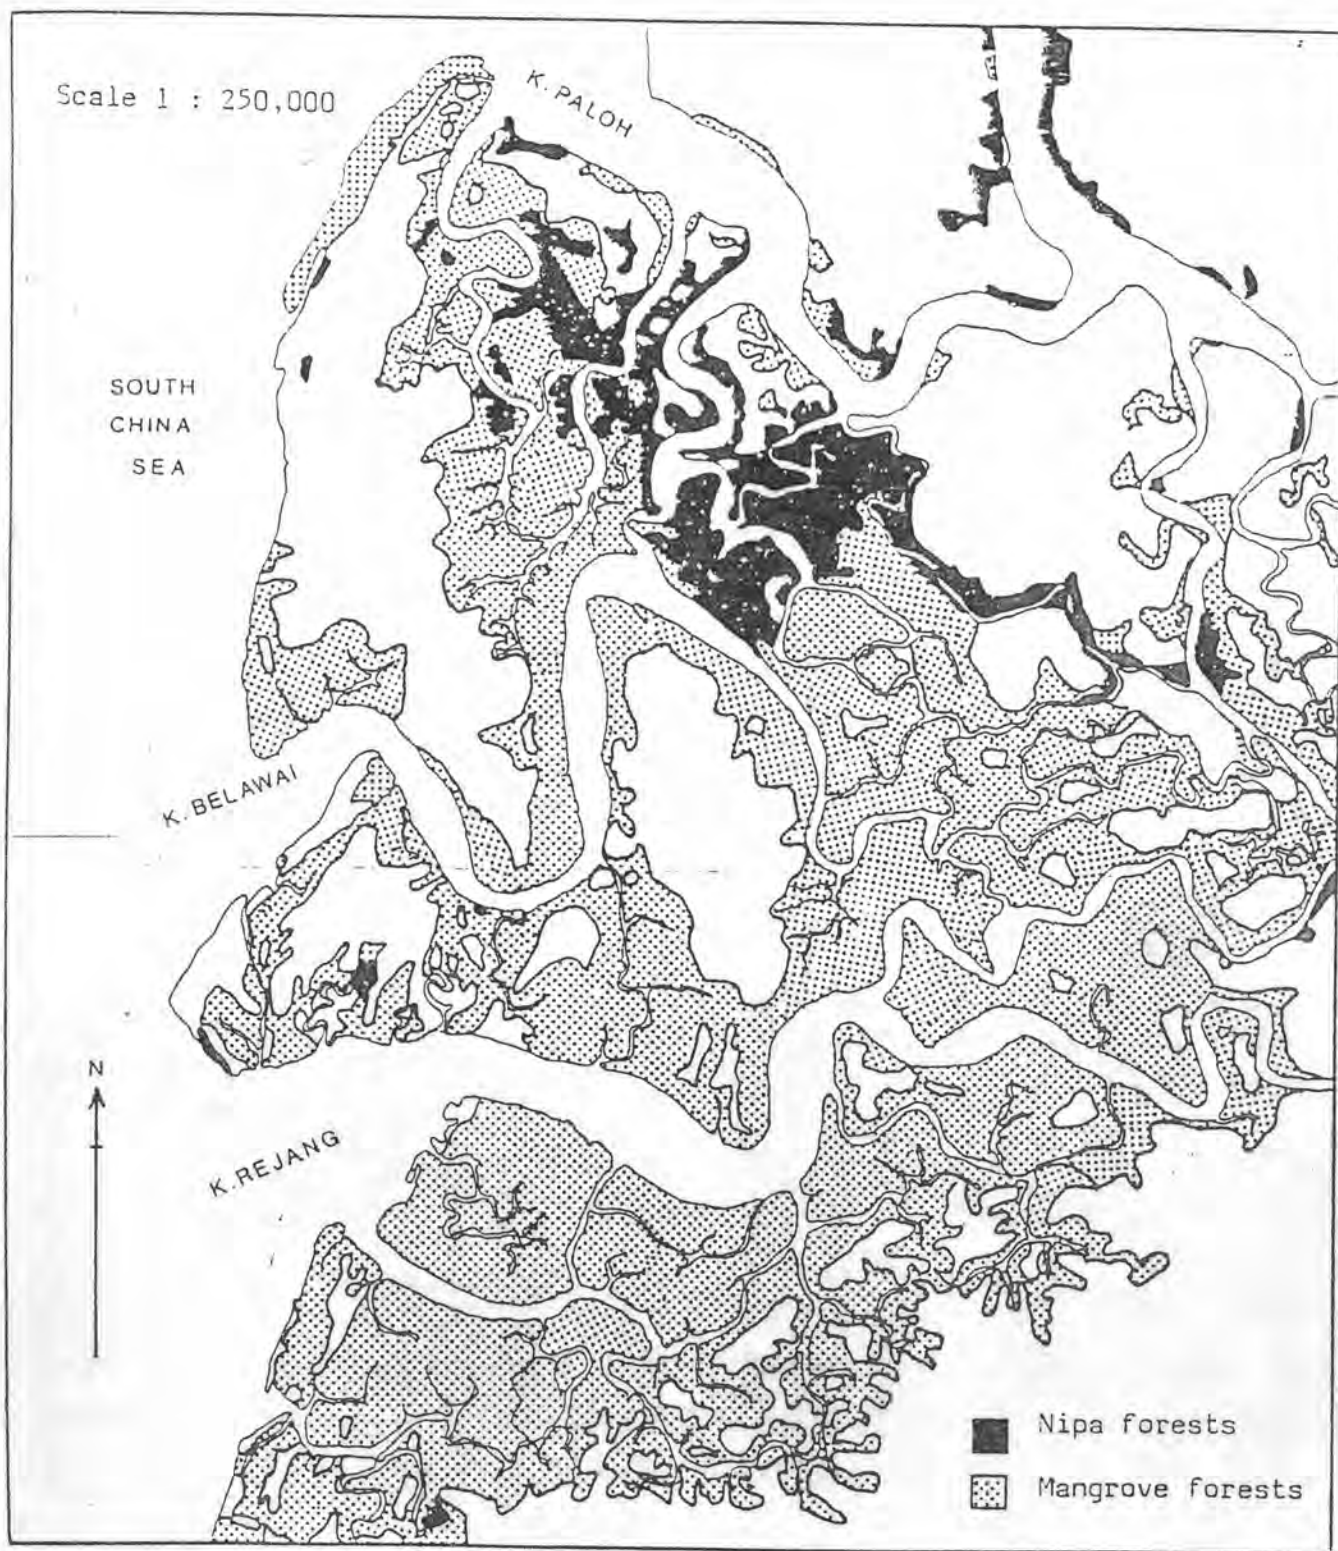 Scale 1 : 250,000
K. PALOH
SOUTH
CHINA
SEA
K. BELAWAI
N
K. REJANG
Nipa forests
Mangrove forests